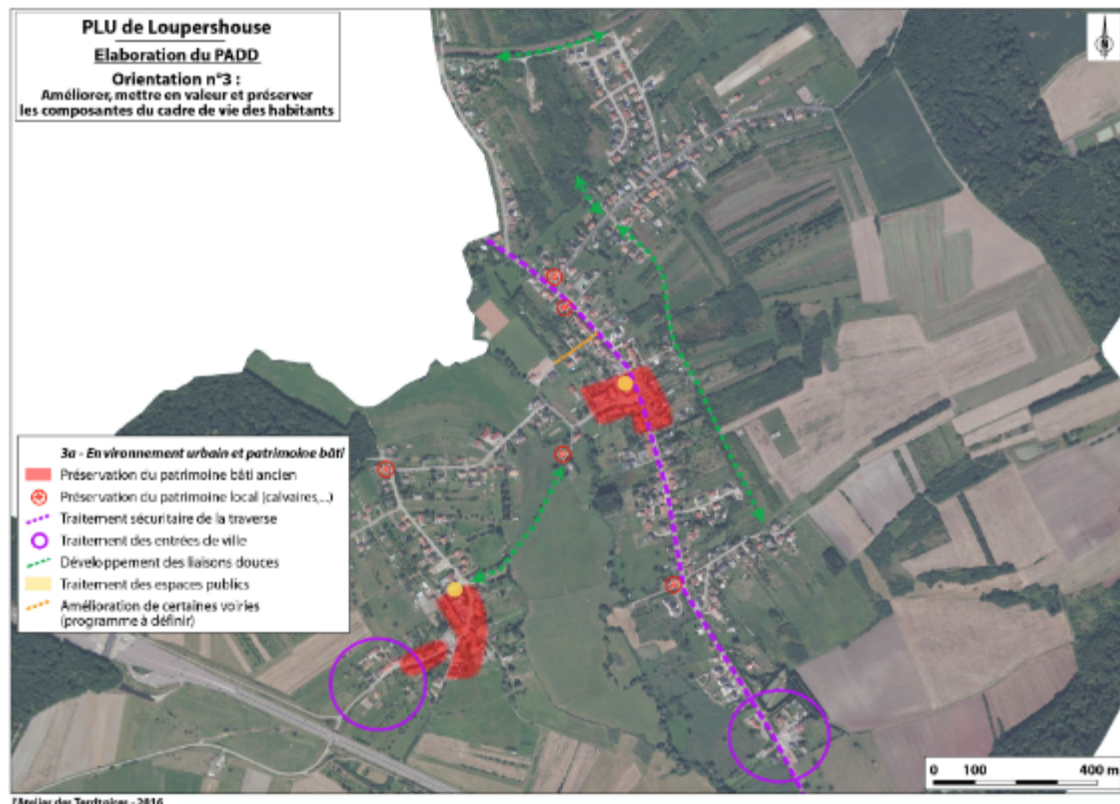 PLU de Loupershouse
Elaboration du PADD
Orientation n°3 :
Améliorer, mettre en valeur et préserver
les composantes du cadre de vie des habitants
N
3a - Environnement urbain et patrimoine bâti
Préservation du patrimoine bâti ancien
Préservation du patrimoine local (calvaires,...)
Traitement sécuritaire de la traverse
Traitement des entrées de ville
Développement des liaisons douces
Traitement des espaces publics
Amélioration de certaines voiries
(programme à définir)
0 100 400 m
l'Atelier des Territoires - 2016